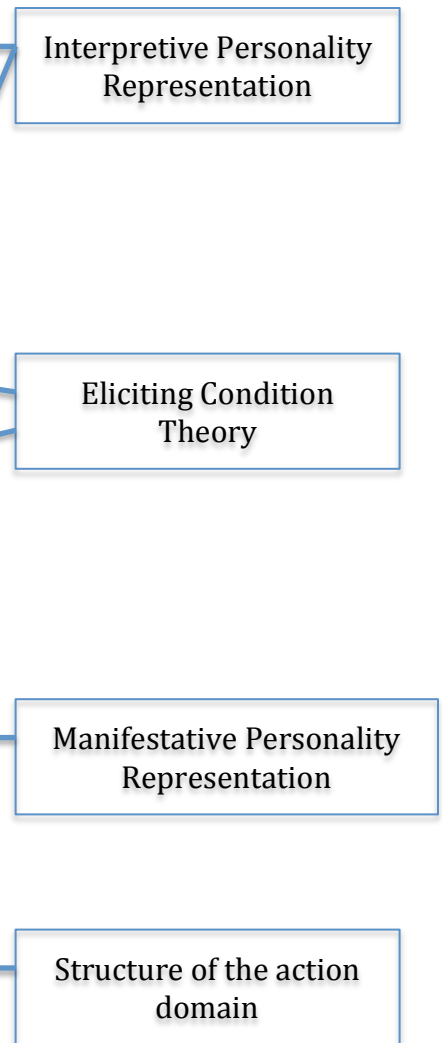 Interpretive Personality
Representation
Eliciting Condition
Theory
Manifestative Personality
Representation
Structure of the action
domain